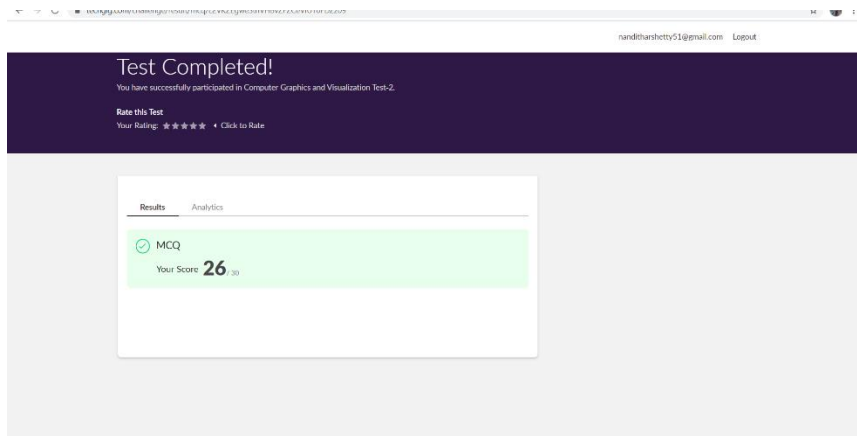 nanditharshetty51@gmail.com Logout
Test Completed!
You have successfully participated in Computer Graphics and Visualization Test-2.
Rate this Test
Your Rating: Click to Rate
Results Analytics
MCQ
Your Score 26 / 30